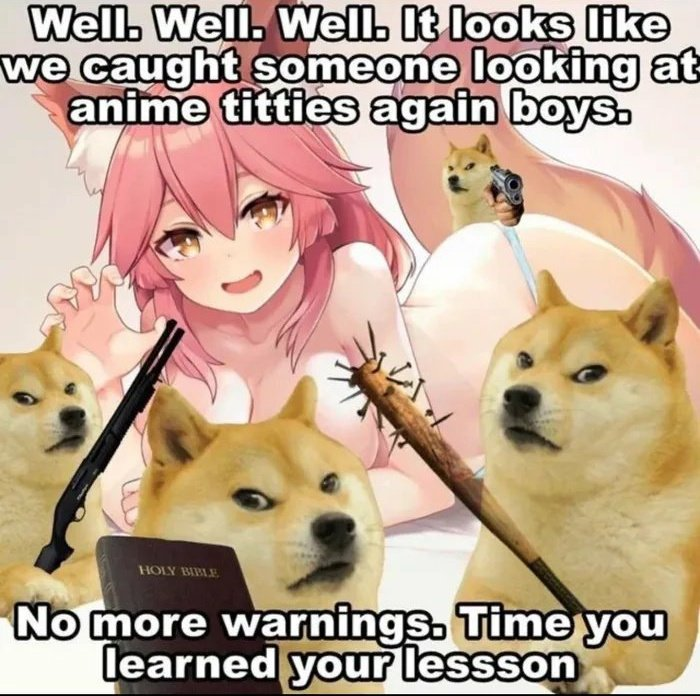 Well. Well. Well. It looks like
we caught someone looking at
anime titties again boys.
HOLY BIBLE
No more warnings. Time you
learned your lessson